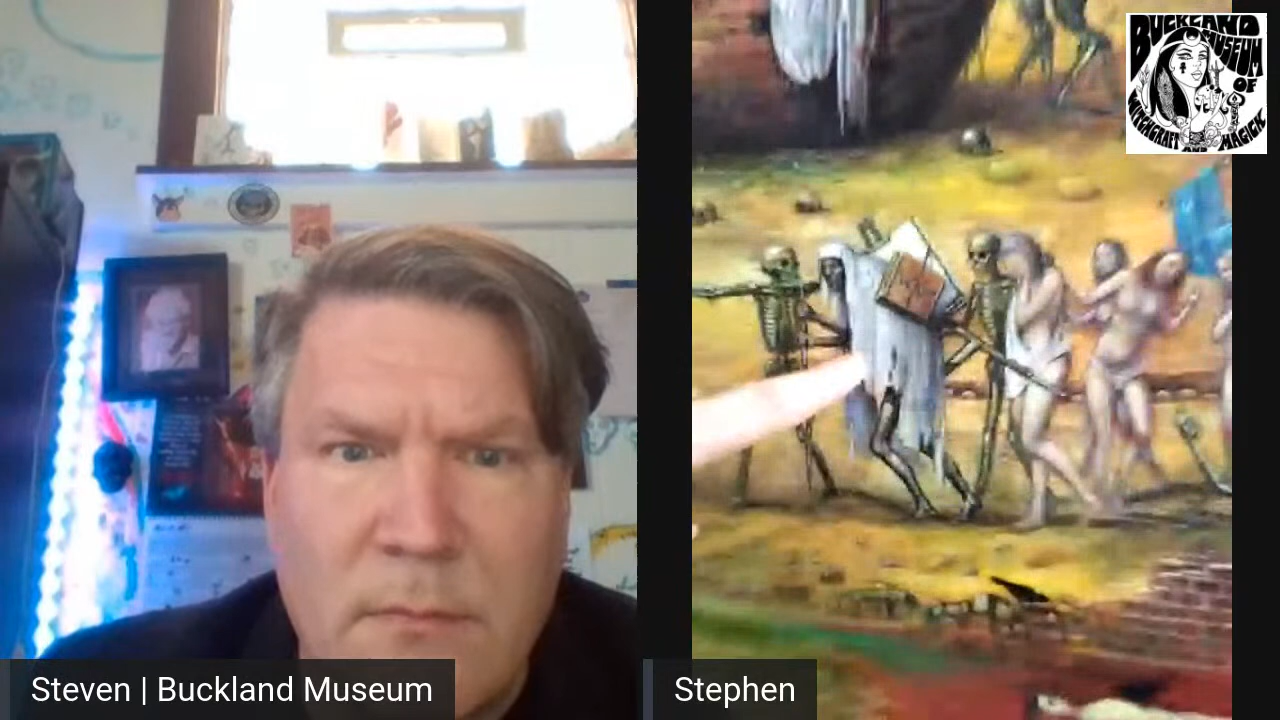 BUCKLAND
MUSEUM
OF
WITCHCRAFT
AND
MAGICK
Steven | Buckland Museum
Stephen